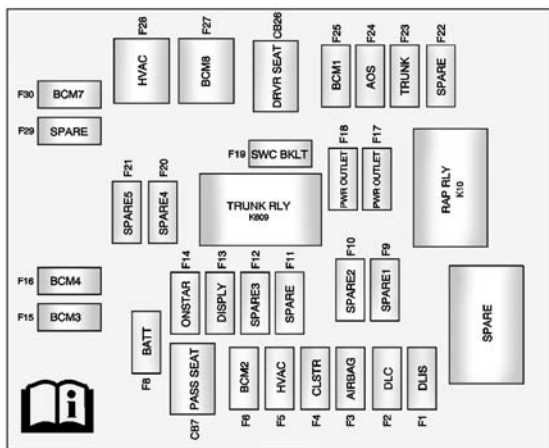 F28
HVAC
F27
BCM8
CB26
DRVR SEAT
F25
BCM1
F24
AOS
F23
TRUNK
F22
SPARE
F30
BCM7
F29
SPARE
F19
SWC BKLT
F18
PWR OUTLET
F17
PWR OUTLET
RAP RLY
K10
F21
SPARE5
F20
SPARE4
TRUNK RLY
K609
F16
BCM4
F15
BCM3
F14
ONSTAR
F13
DISPLY
F12
SPARE3
F11
SPARE
F10
SPARE2
F9
SPARE1
SPARE
BATT
F8
PASS SEAT
CB7
BCM2
F6
HVAC
F5
CLSTR
F4
AIRBAG
F3
DLC
F2
DLIS
F1
i